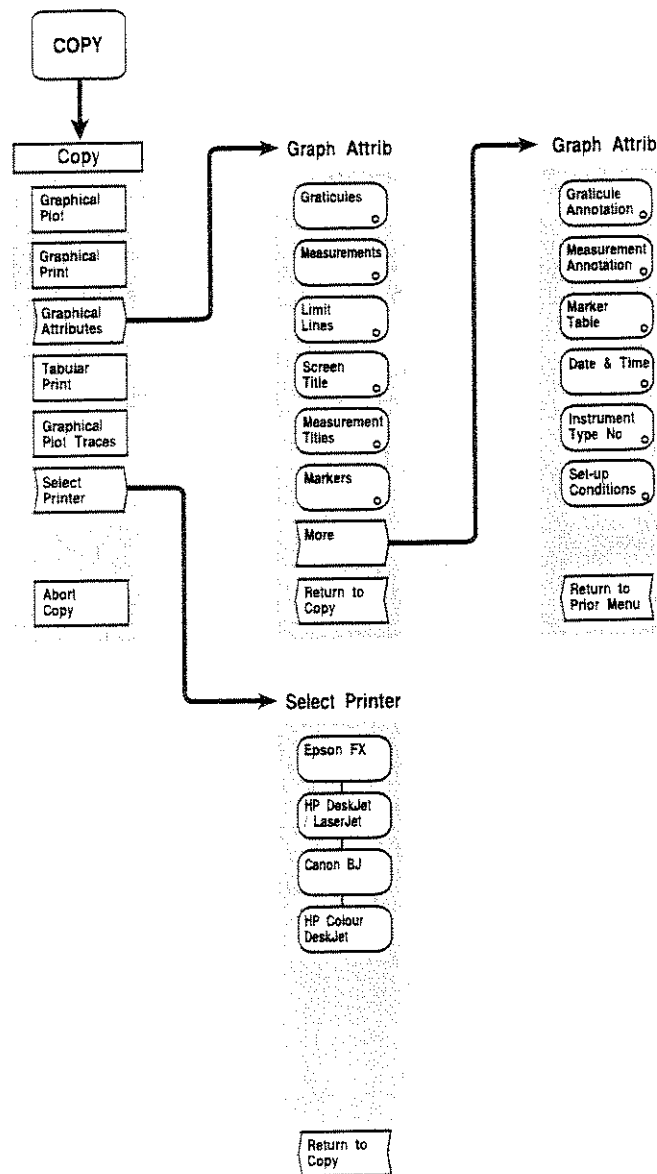 COPY
Copy
Graphical
Plot
Graphical
Print
Graphical
Attributes
Tabular
Print
Graphical
Plot Traces
Select
Printer
Abort
Copy
Graph Attrib
Graticules
Measurements
Limit
Lines
Screen
Title
Measurement
Titles
Markers
More
Return to
Copy
Graph Attrib
Graticule
Annotation
Measurement
Annotation
Marker
Table
Date & Time
Instrument
Type No
Set-up
Conditions
Return to
Prior Menu
Select Printer
Epson FX
HP DeskJet
/ LaserJet
Canon BJ
HP Colour
DeskJet
Return to
Copy